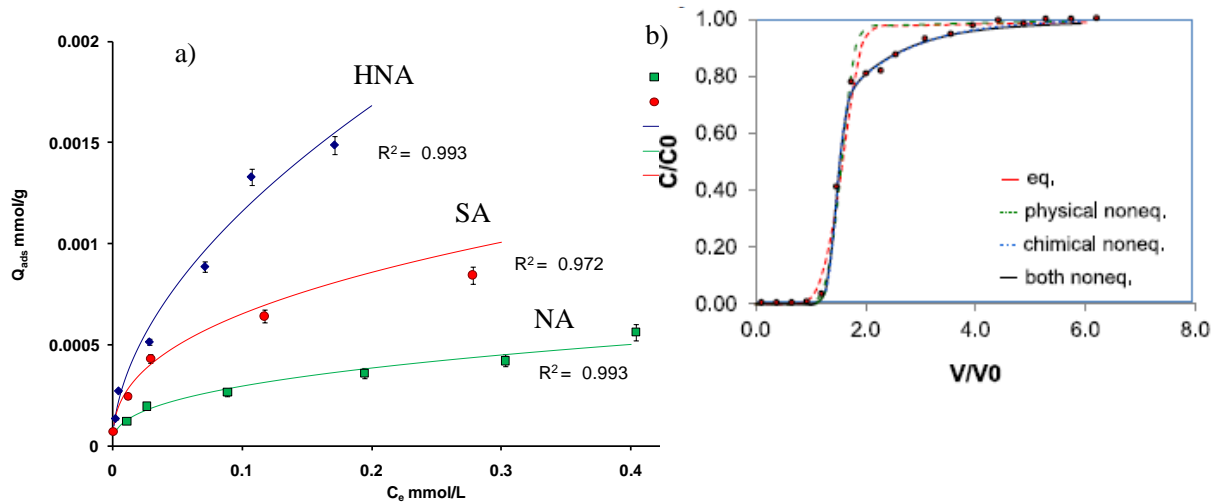 a)
0.002
0.0015
0.001
0.0005
0
Q_ads mmol/g
HNA
R² = 0.993
SA
R² = 0.972
NA
R² = 0.993
0 0.1 0.2 0.3 0.4
C_e mmol/L
b)
1.00
0.80
0.60
0.40
0.20
0.00
C/C0
eq.
physical noneq.
chimical noneq.
both noneq.
0.0 2.0 4.0 6.0 8.0
V/V0